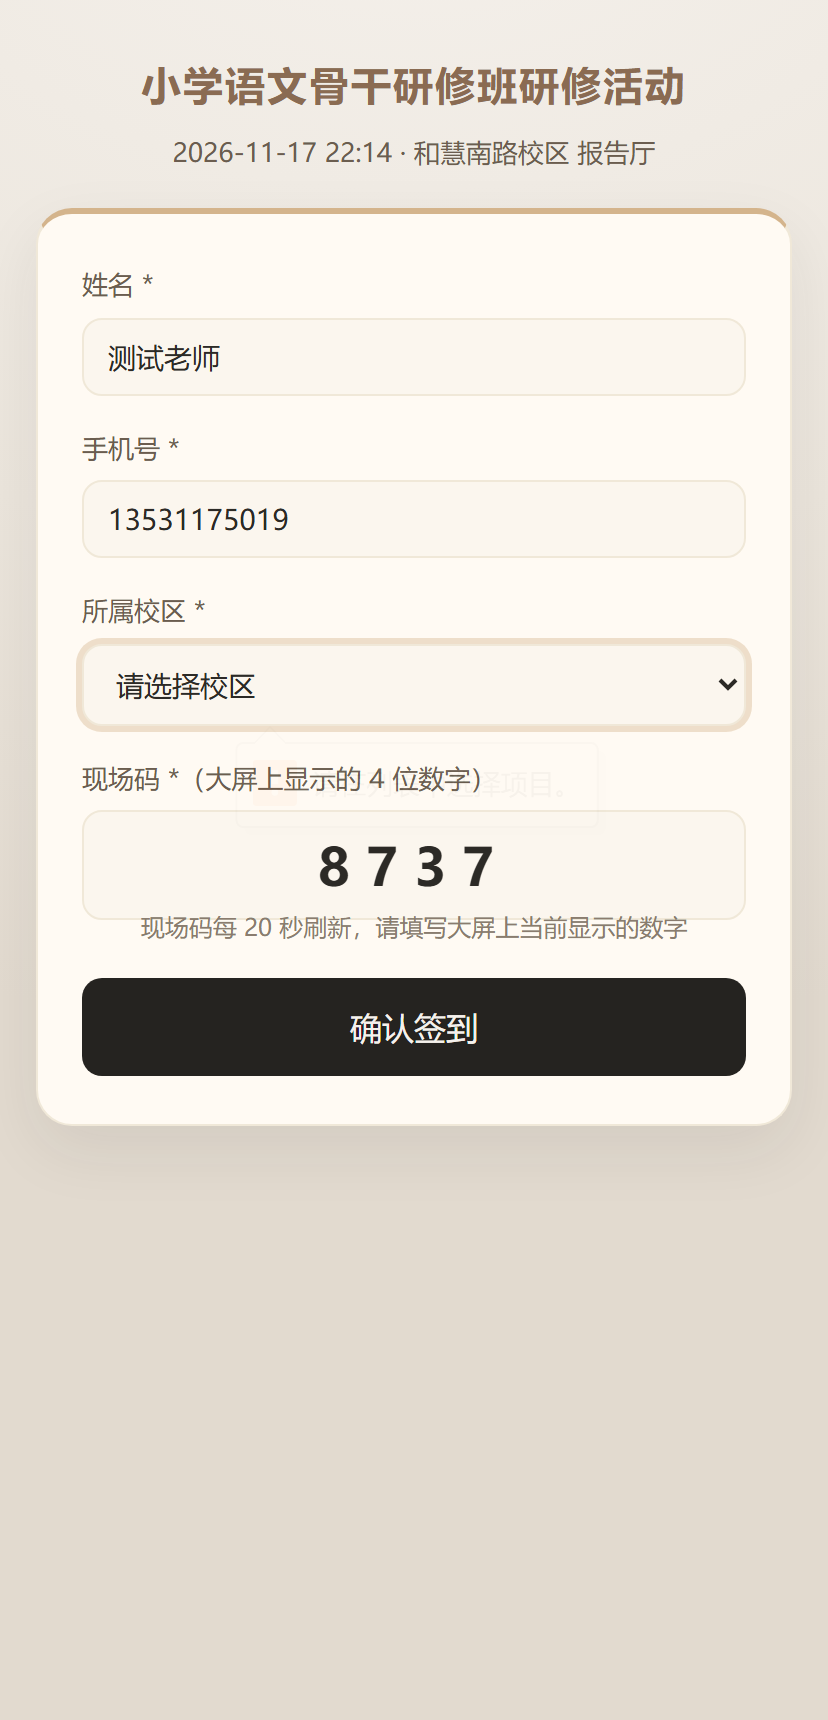 小学语文骨干研修班研修活动
2026-11-17 22:14 · 和慧南路校区 报告厅
姓名 *
测试老师
手机号 *
13531175019
所属校区 *
请选择校区
现场码 *（大屏上显示的 4 位数字）
8737
现场码每 20 秒刷新，请填写大屏上当前显示的数字
确认签到